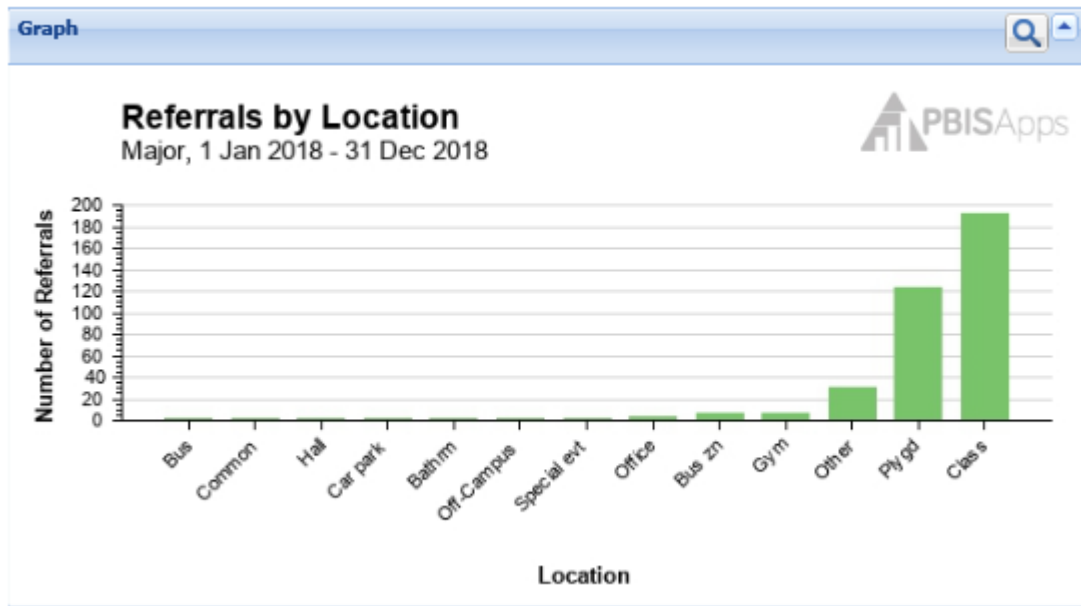 Graph
Referrals by Location
Major, 1 Jan 2018 - 31 Dec 2018
PBISApps
Number of Referrals
200
180
160
140
120
100
80
60
40
20
0
Bus
Common
Hall
Car park
Bathrm
Off-Campus
Special evt
Office
Bus zn
Gym
Other
Plygd
Class
Location